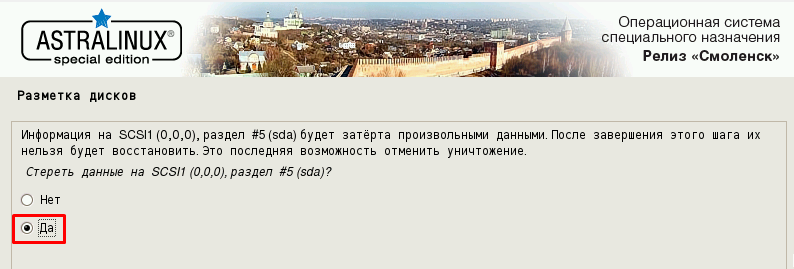 ASTRALINUX®
special edition
Операционная система
специального назначения
Релиз «Смоленск»
Разметка дисков
Информация на SCSI1 (0,0,0), раздел #5 (sda) будет затёрта произвольными данными. После завершения этого шага их
нельзя будет восстановить. Это последняя возможность отменить уничтожение.
Стереть данные на SCSI1 (0,0,0), раздел #5 (sda)?
Нет
Да